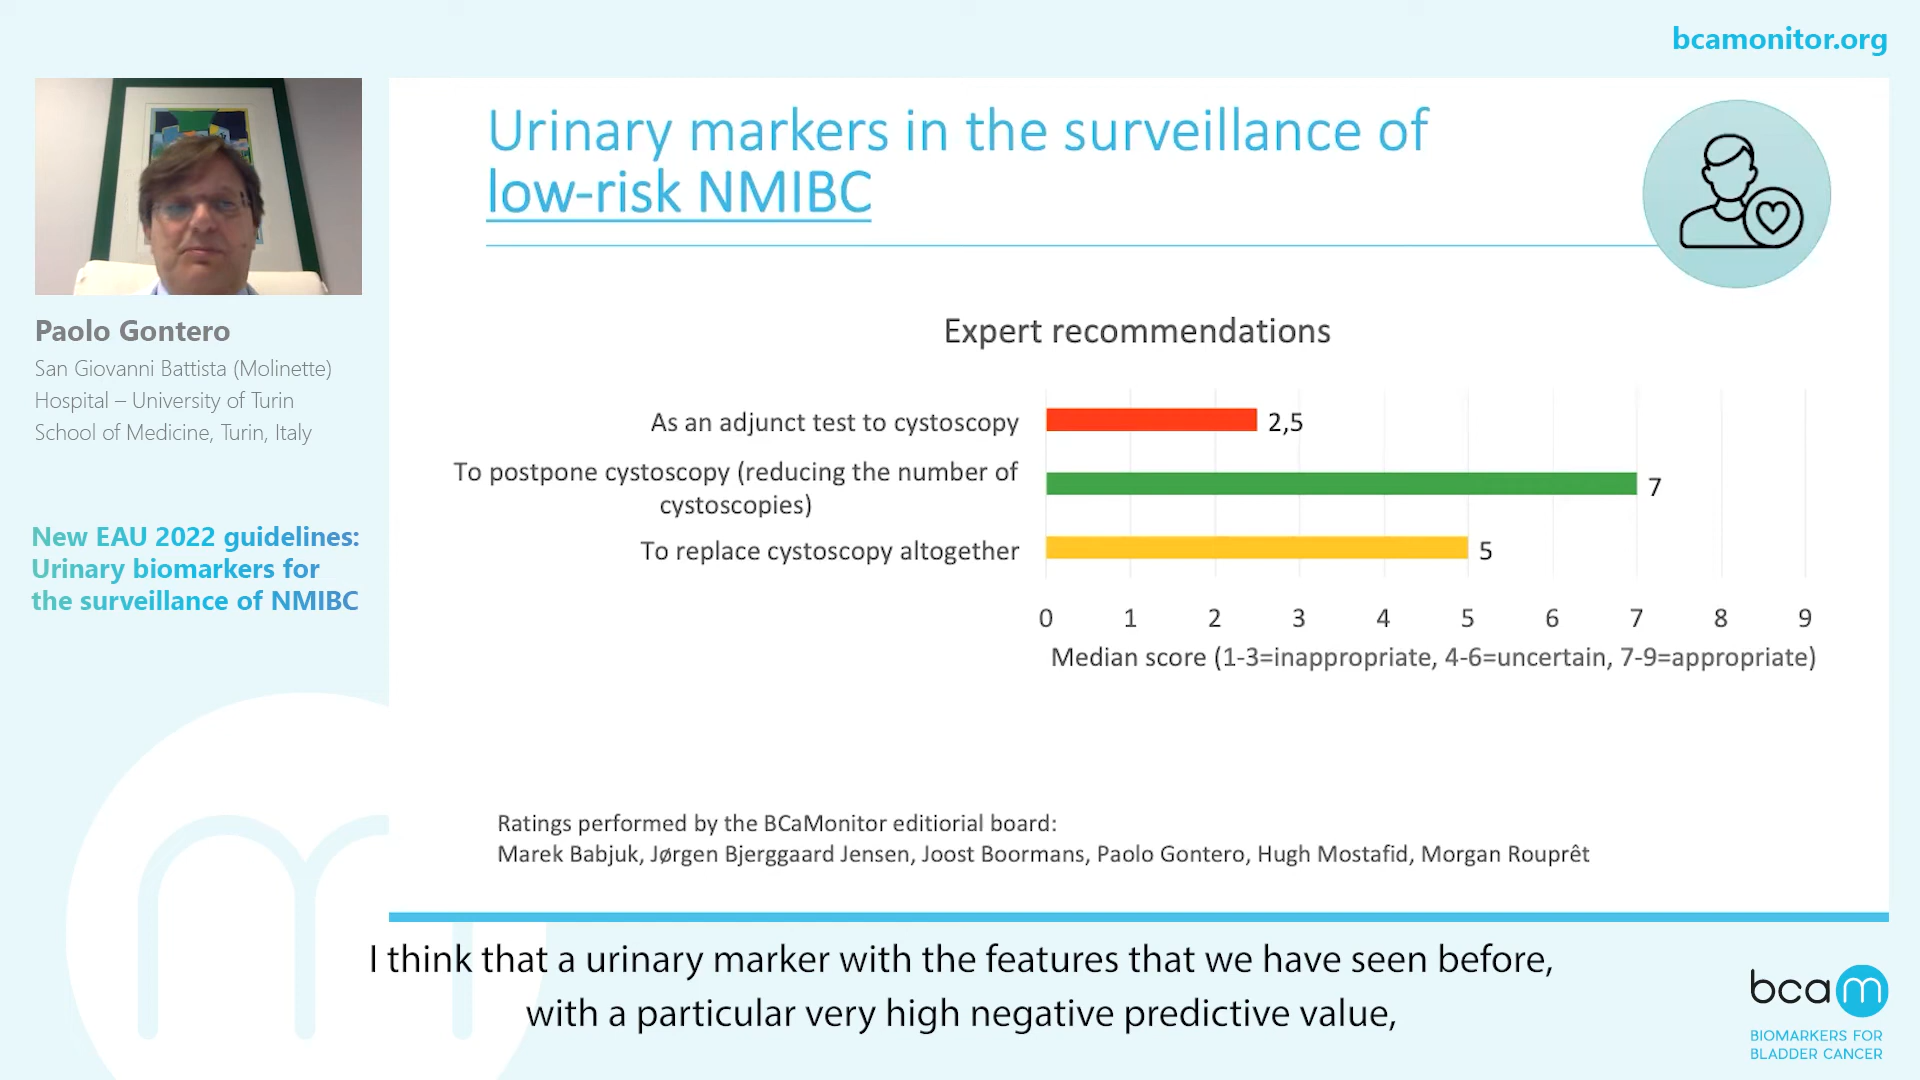 bcamonitor.org
Urinary markers in the surveillance of
low-risk NMIBC
Paolo Gontero
San Giovanni Battista (Molinette)
Hospital – University of Turin
School of Medicine, Turin, Italy
New EAU 2022 guidelines:
Urinary biomarkers for
the surveillance of NMIBC
Expert recommendations
As an adjunct test to cystoscopy
2,5
To postpone cystoscopy (reducing the number of
cystoscopies)
7
To replace cystoscopy altogether
5
0 1 2 3 4 5 6 7 8 9
Median score (1-3=inappropriate, 4-6=uncertain, 7-9=appropriate)
Ratings performed by the BCaMonitor editiorial board:
Marek Babjuk, Jørgen Bjerggaard Jensen, Joost Boormans, Paolo Gontero, Hugh Mostafid, Morgan Rouprêt
I think that a urinary marker with the features that we have seen before,
with a particular very high negative predictive value,
bcam
BIOMARKERS FOR
BLADDER CANCER